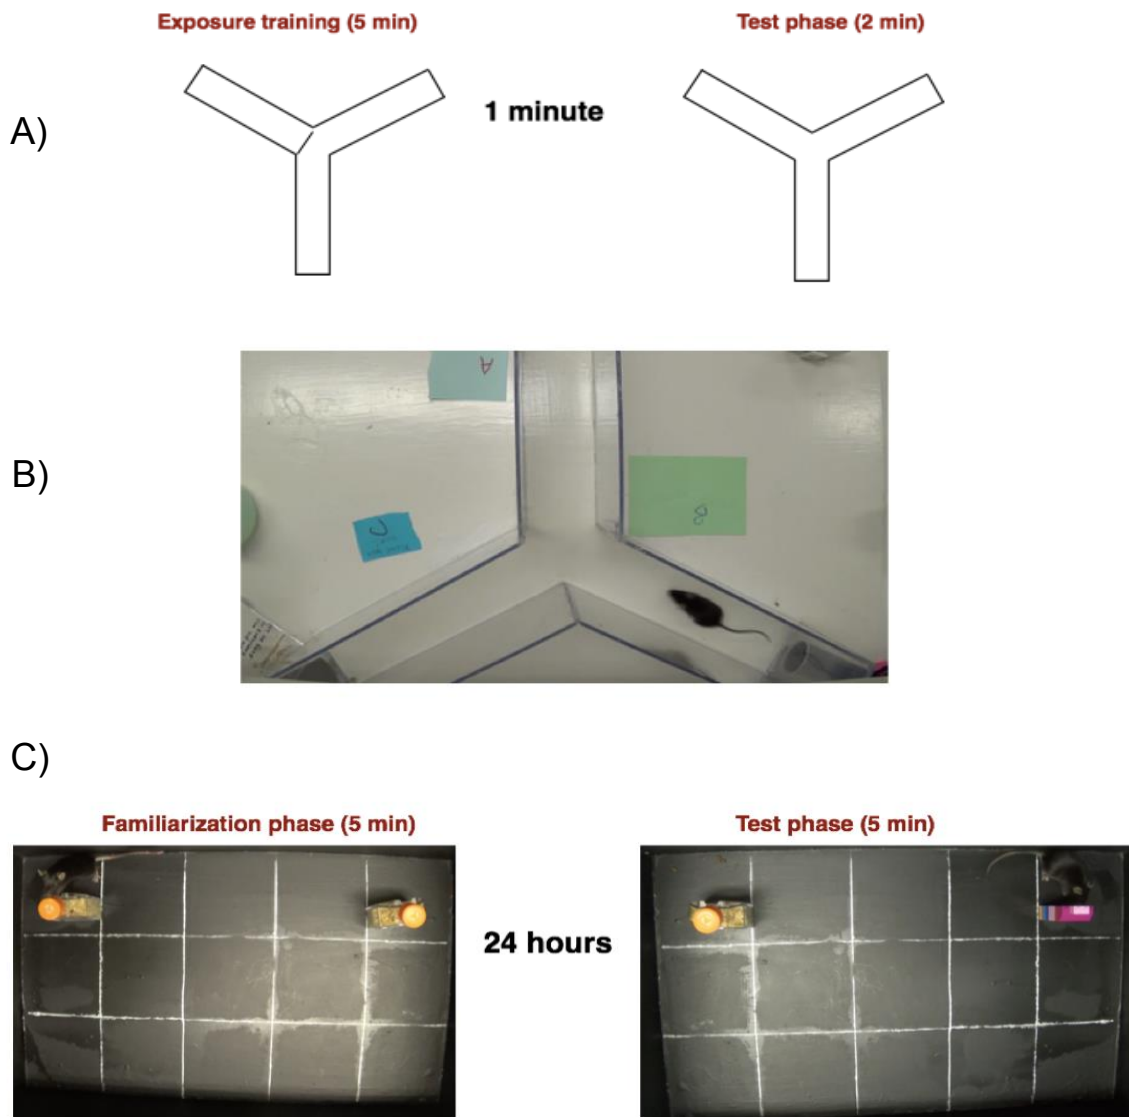 Exposure training (5 min)
Test phase (2 min)
1 minute
A)
B)
A
C
8
C)
Familiarization phase (5 min)
Test phase (5 min)
24 hours